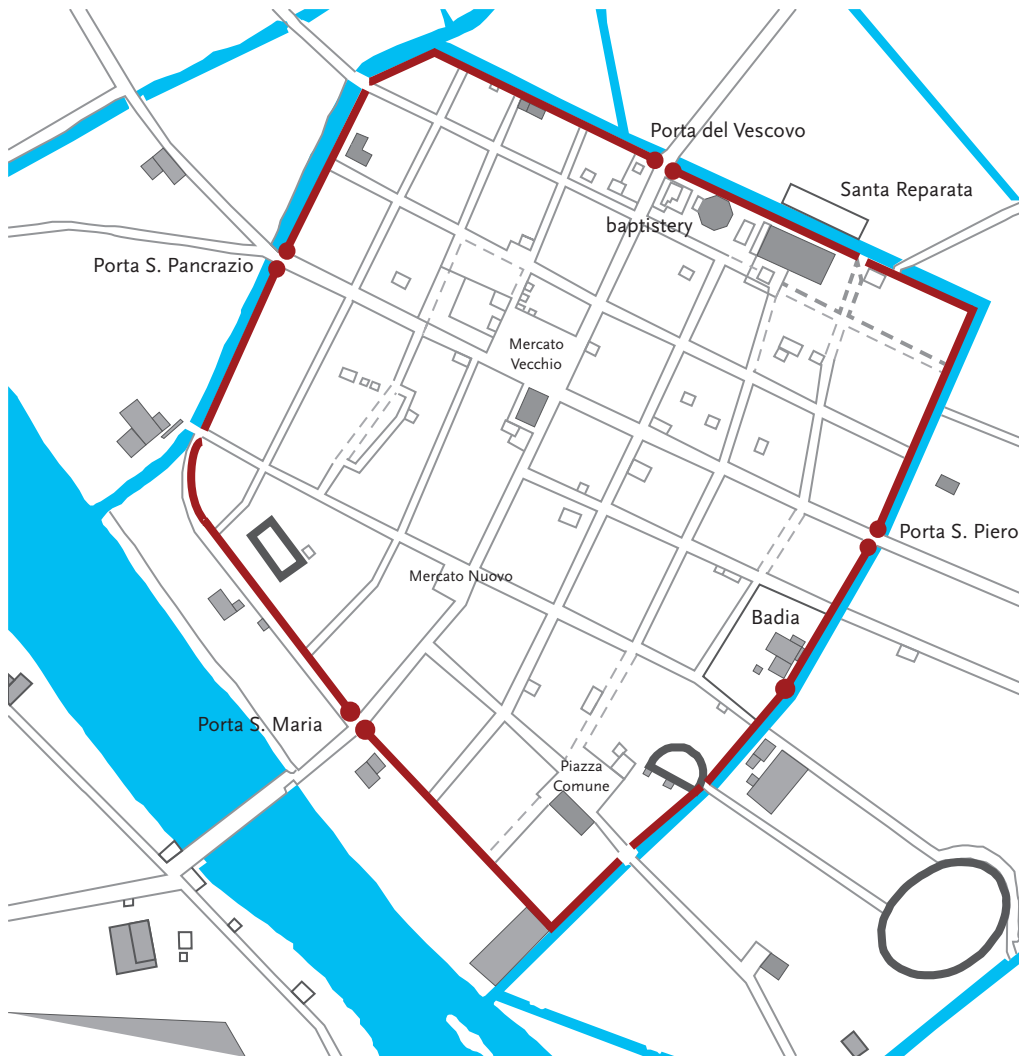 Porta del Vescovo
Santa Reparata
baptistery
Porta S. Pancrazio
Mercato
Vecchio
Porta S. Piero
Mercato Nuovo
Badia
Porta S. Maria
Piazza
Comune